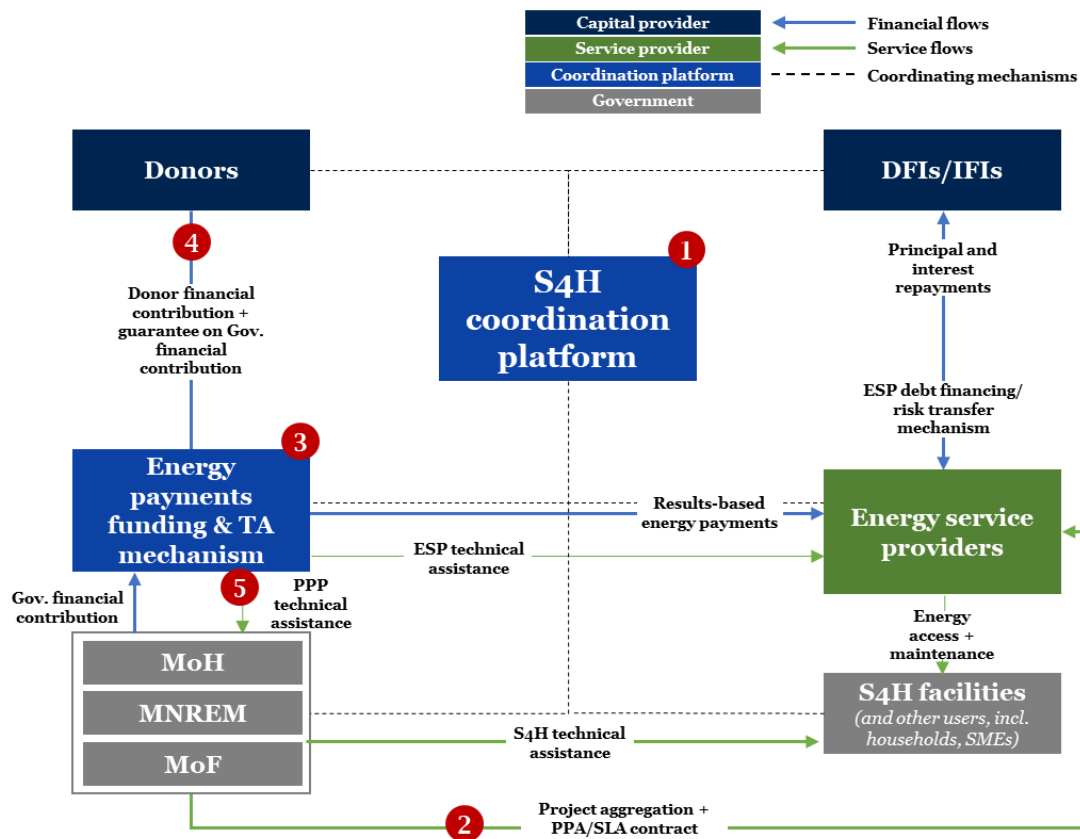 Capital provider
Service provider
Coordination platform
Government
Financial flows
Service flows
Coordinating mechanisms
Donors
DFIs/IFIs
4
1
S4H
coordination
platform
Principal and
interest
repayments
Donor financial
contribution +
guarantee on Gov.
financial
contribution
ESP debt financing/
risk transfer
mechanism
3
Energy
payments
funding & TA
mechanism
Results-based
energy payments
Energy service
providers
ESP technical
assistance
5
Gov. financial
contribution
PPP
technical
assistance
Energy
access +
maintenance
MoH
MNREM
MoF
S4H facilities
(and other users, incl.
households, SMEs)
S4H technical
assistance
2
Project aggregation +
PPA/SLA contract